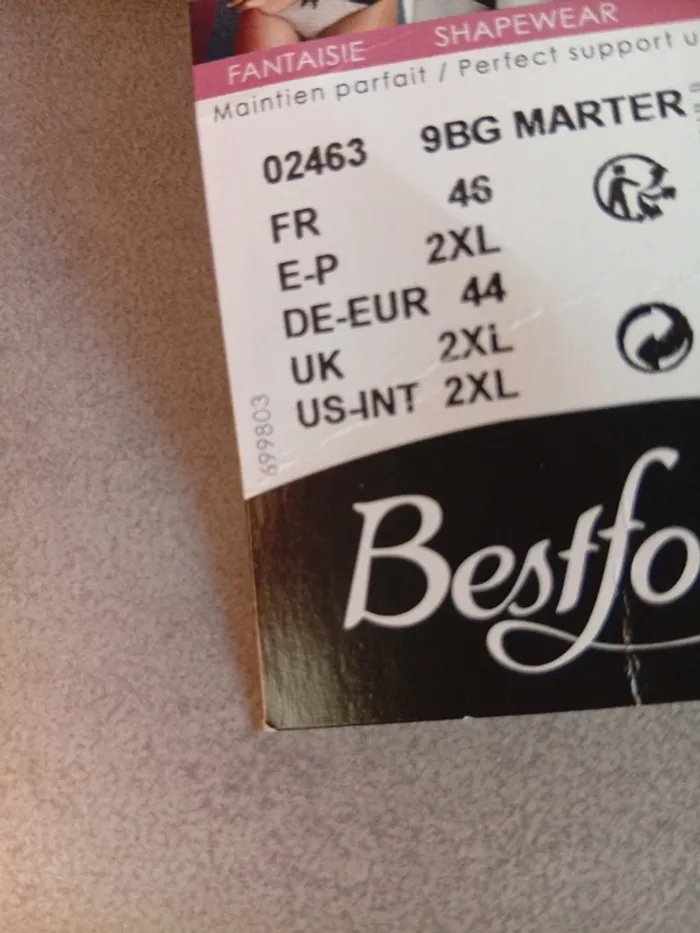 FANTAISIE SHAPEWEAR
Maintien parfait / Perfect support
02463 9BG MARTER
FR 46
E-P 2XL
DE-EUR 44
UK 2XL
US-INT 2XL
699803
Bestfo